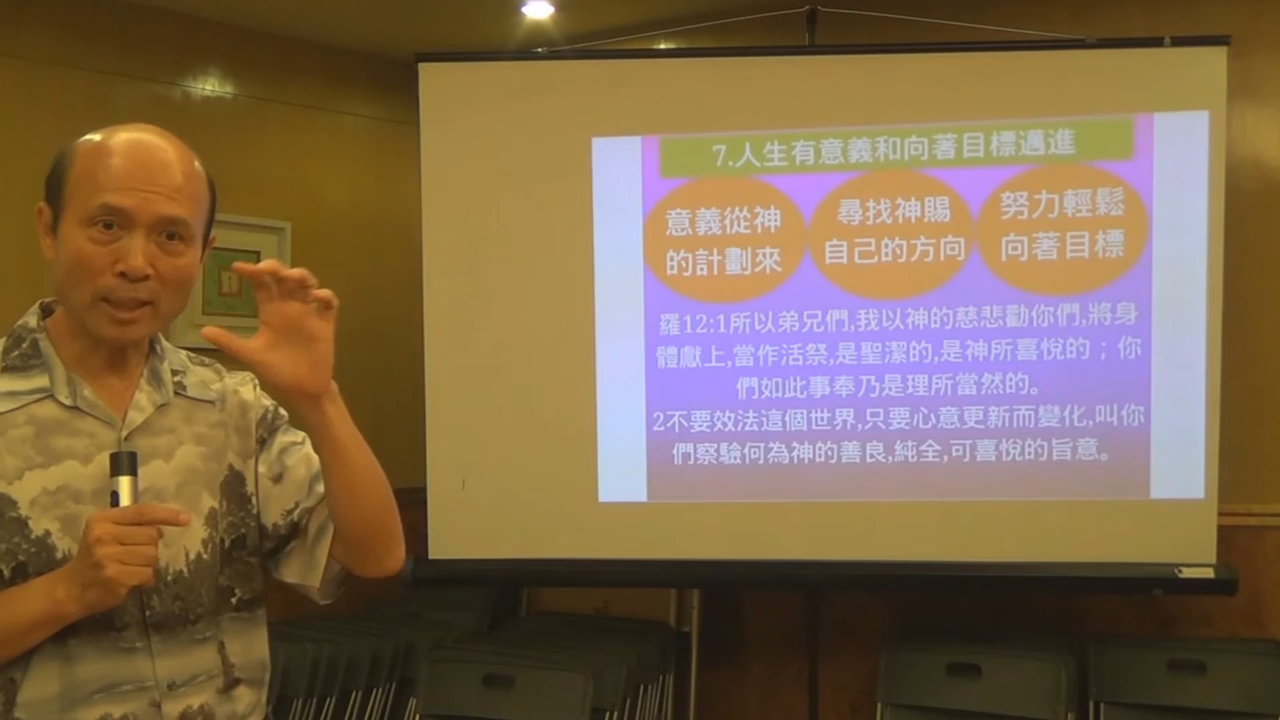 7.人生有意義和向著目標邁進
意義從神
的計劃來
尋找神賜
自己的方向
努力輕鬆
向著目標
羅12:1所以弟兄們,我以神的慈悲勸你們,將身
體獻上,當作活祭,是聖潔的,是神所喜悅的；你
們如此事奉乃是理所當然的。
2不要效法這個世界,只要心意更新而變化,叫你
們察驗何為神的善良,純全,可喜悅的旨意。